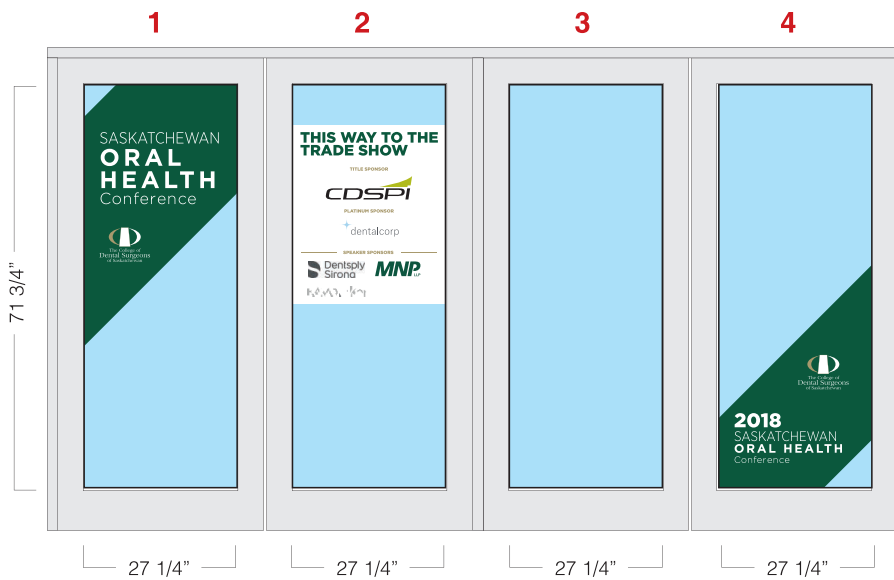 1
2
3
4
SASKATCHEWAN
ORAL
HEALTH
Conference
The College of
Dental Surgeons
of Saskatchewan
THIS WAY TO THE
TRADE SHOW
TITLE SPONSOR
CDSPI
PLATINUM SPONSOR
dentalcorp
SPEAKER SPONSORS
Dentsply
Sirona
MNP
LLP
The College of
Dental Surgeons
of Saskatchewan
2018
SASKATCHEWAN
ORAL HEALTH
Conference
71 3/4”
27 1/4”
27 1/4”
27 1/4”
27 1/4”